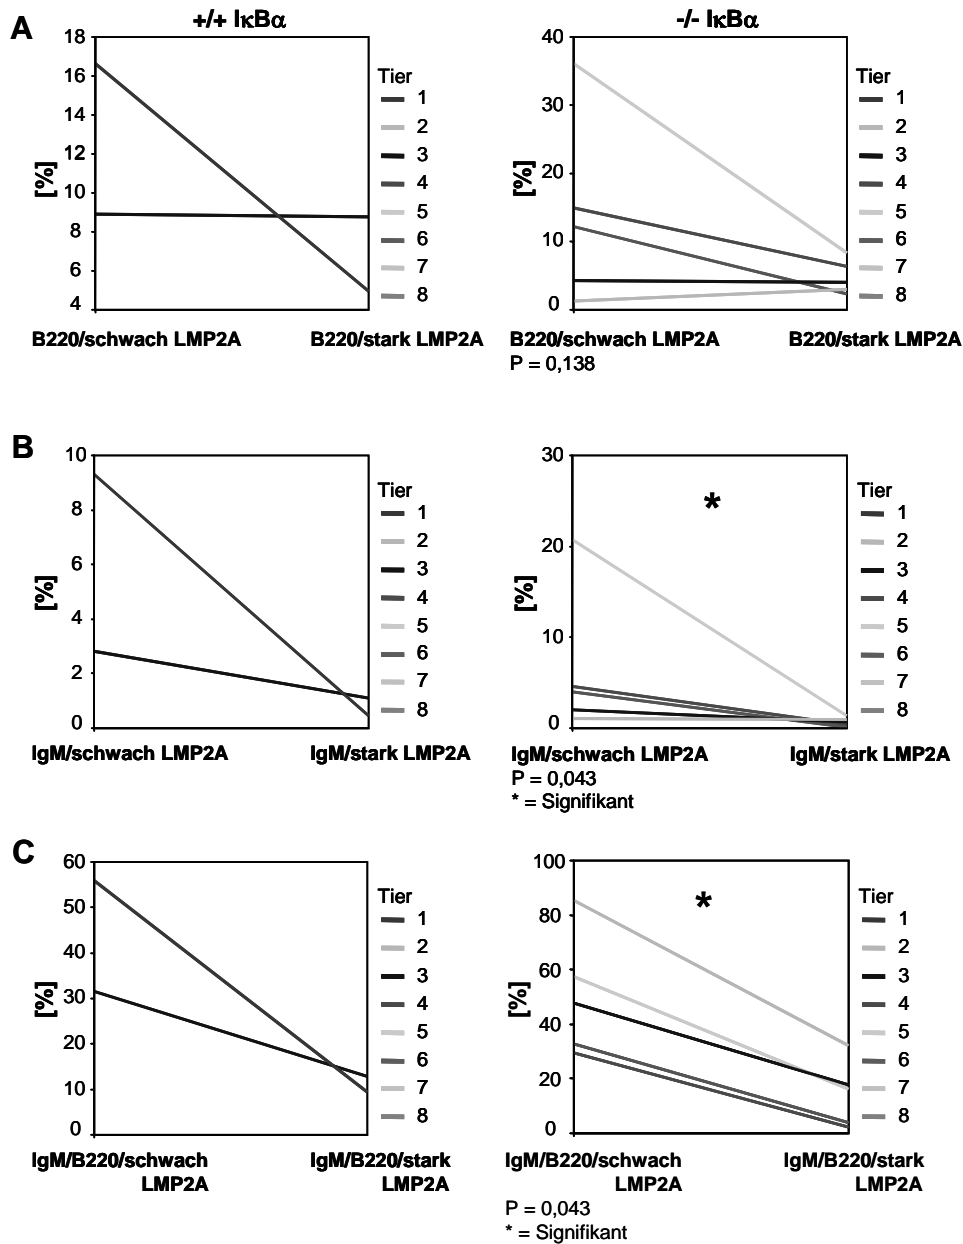 A
+/+ IκBα
-/- IκBα
18
16
14
12
10
8
6
4
[%]
Tier
1
2
3
4
5
6
7
8
B220/schwach LMP2A
B220/stark LMP2A
40
30
20
10
0
[%]
Tier
1
2
3
4
5
6
7
8
B220/schwach LMP2A
B220/stark LMP2A
P = 0,138
B
10
8
6
4
2
0
[%]
Tier
1
2
3
4
5
6
7
8
IgM/schwach LMP2A
IgM/stark LMP2A
30
20
10
0
[%]
*
Tier
1
2
3
4
5
6
7
8
IgM/schwach LMP2A
IgM/stark LMP2A
P = 0,043
* = Signifikant
C
60
50
40
30
20
10
0
[%]
Tier
1
2
3
4
5
6
7
8
IgM/B220/schwach
LMP2A
IgM/B220/stark
LMP2A
100
80
60
40
20
0
[%]
*
Tier
1
2
3
4
5
6
7
8
IgM/B220/schwach
LMP2A
IgM/B220/stark
LMP2A
P = 0,043
* = Signifikant